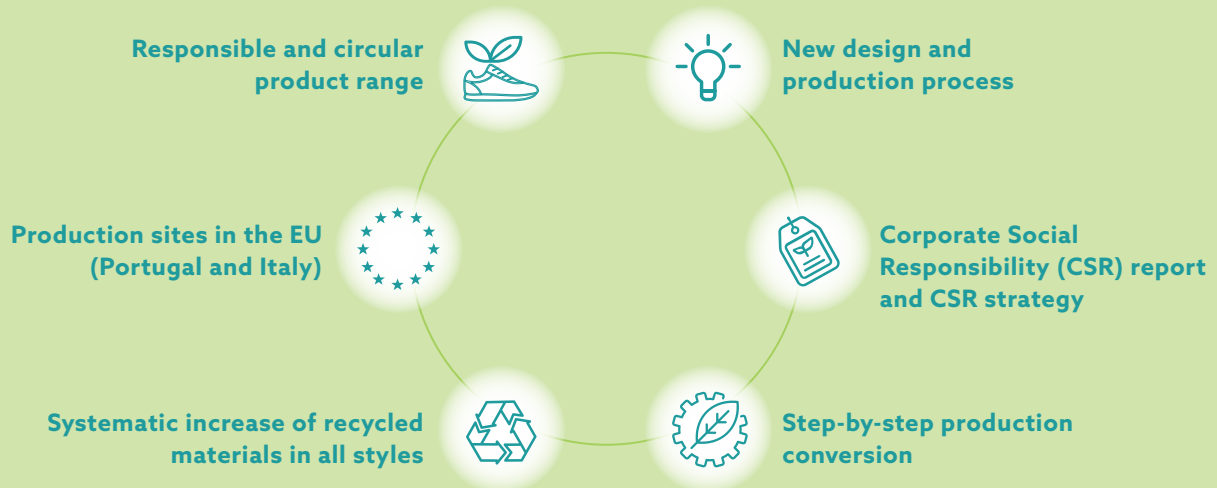 Responsible and circular
product range
New design and
production process
Production sites in the EU
(Portugal and Italy)
Corporate Social
Responsibility (CSR) report
and CSR strategy
Systematic increase of recycled
materials in all styles
Step-by-step production
conversion